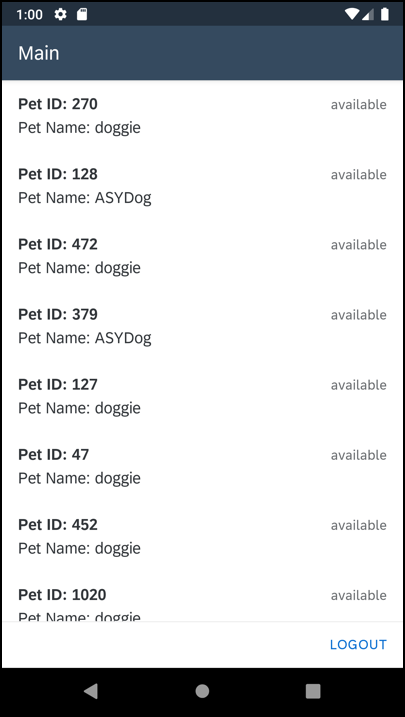 1:00
Main
Pet ID: 270 available
Pet Name: doggie
Pet ID: 128 available
Pet Name: ASYDog
Pet ID: 472 available
Pet Name: doggie
Pet ID: 379 available
Pet Name: ASYDog
Pet ID: 127 available
Pet Name: doggie
Pet ID: 47 available
Pet Name: doggie
Pet ID: 452 available
Pet Name: doggie
Pet ID: 1020 available
Pet Name: doggie
LOGOUT